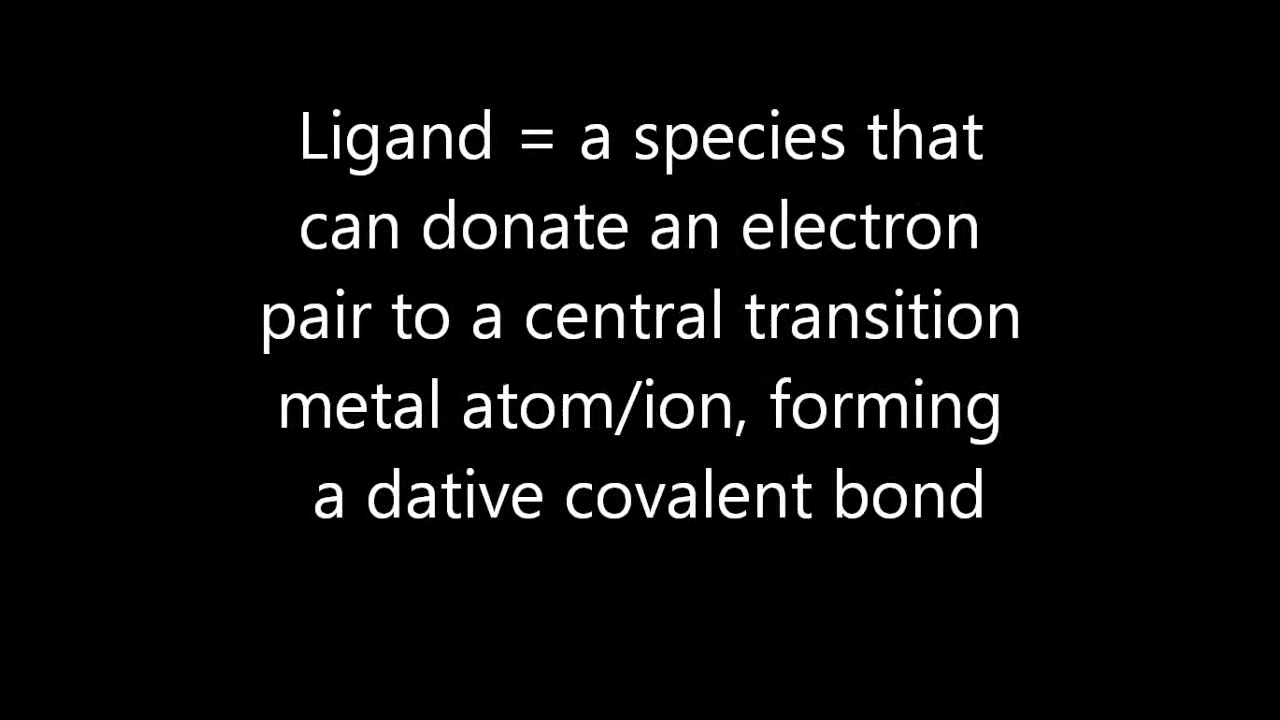 Ligand = a species that
can donate an electron
pair to a central transition
metal atom/ion, forming
a dative covalent bond